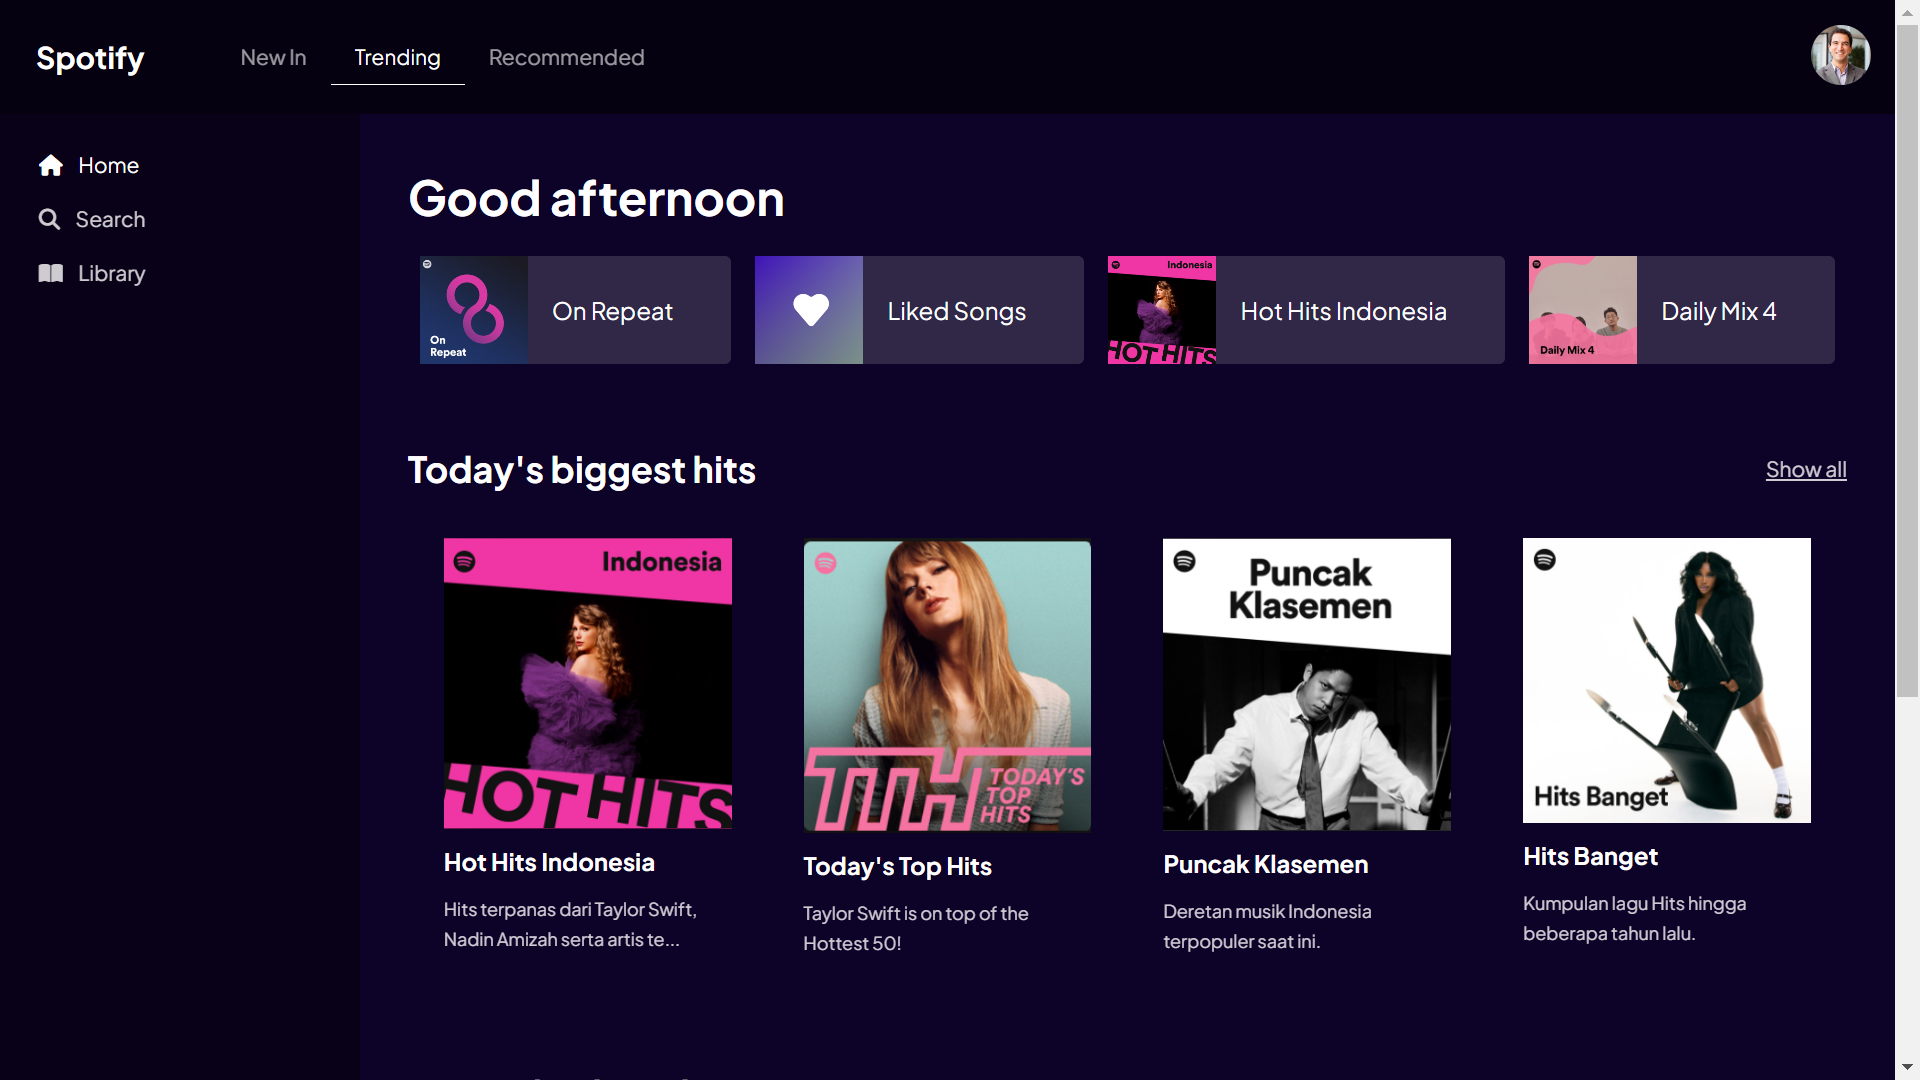 Spotify
New In
Trending
Recommended
Home
Search
Library
Good afternoon
On
Repeat
On Repeat
Liked Songs
Indonesia
HOT HITS
Hot Hits Indonesia
Daily Mix 4
Daily Mix 4
Today's biggest hits
Show all
Indonesia
HOT HITS
Hot Hits Indonesia
Hits terpanas dari Taylor Swift,
Nadin Amizah serta artis te...
TTH
TODAY'S
TOP
HITS
Today's Top Hits
Taylor Swift is on top of the
Hottest 50!
Puncak
Klasemen
Puncak Klasemen
Deretan musik Indonesia
terpopuler saat ini.
Hits Banget
Hits Banget
Kumpulan lagu Hits hingga
beberapa tahun lalu.